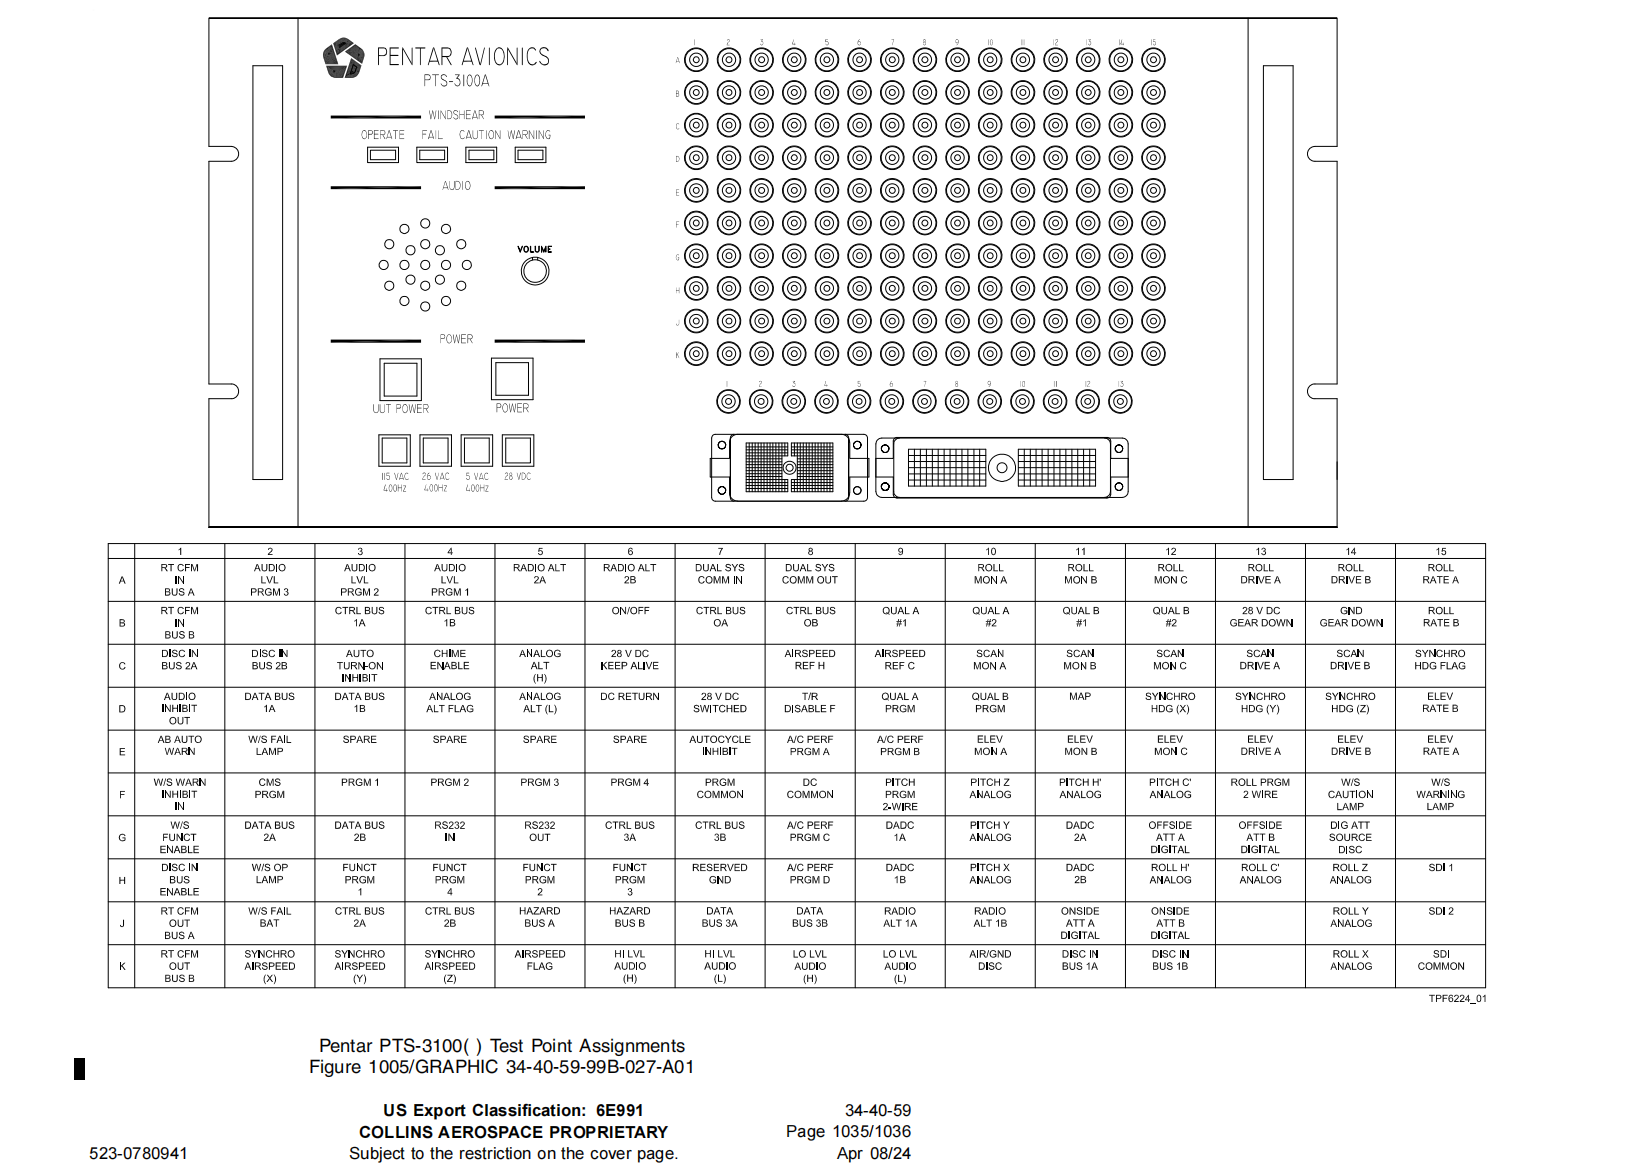 PENTAR AVIONICS
PTS-3100A
WINDSHEAR
OPERATE FAIL CAUTION WARNING
AUDIO
VOLUME
POWER
UUT POWER POWER
115 VAC 26 VAC 5 VAC 28 VDC
400HZ 400HZ 400HZ
1 2 3 4 5 6 7 8 9 10 11 12 13 14 15
A
B
C
D
E
F
G
H
J
K
1 2 3 4 5 6 7 8 9 10 11 12 13
1 2 3 4 5 6 7 8 9 10 11 12 13 14 15
RT CFM AUDIO AUDIO AUDIO RADIO ALT RADIO ALT DUAL SYS DUAL SYS ROLL ROLL ROLL ROLL ROLL ROLL
A IN LVL LVL LVL 2A 2B COMM IN COMM OUT MON A MON B MON C DRIVE A DRIVE B RATE A
BUS A PRGM 3 PRGM 2 PRGM 1
RT CFM CTRL BUS CTRL BUS ON/OFF CTRL BUS CTRL BUS QUAL A QUAL A QUAL B QUAL B 28 V DC GND ROLL
B IN 1A 1B OA OB #1 #2 #1 #2 GEAR DOWN GEAR DOWN RATE B
BUS B
DISC IN DISC IN AUTO CHIME ANALOG 28 V DC AIRSPEED AIRSPEED SCAN SCAN SCAN SCAN SCAN SYNCHRO
C BUS 2A BUS 2B TURN-ON ENABLE ALT KEEP ALIVE REF H REF C MON A MON B MON C DRIVE A DRIVE B HDG FLAG
INHIBIT (H)
AUDIO DATA BUS DATA BUS ANALOG ANALOG DC RETURN 28 V DC T/R QUAL A QUAL B MAP SYNCHRO SYNCHRO SYNCHRO ELEV
D INHIBIT 1A 1B ALT FLAG ALT (L) SWITCHED DISABLE F PRGM PRGM HDG (X) HDG (Y) HDG (Z) RATE B
OUT
AB AUTO W/S FAIL SPARE SPARE SPARE SPARE AUTOCYCLE A/C PERF A/C PERF ELEV ELEV ELEV ELEV ELEV ELEV
E WARN LAMP INHIBIT PRGM A PRGM B MON A MON B MON C DRIVE A DRIVE B RATE A
W/S WARN CMS PRGM 1 PRGM 2 PRGM 3 PRGM 4 PRGM DC PITCH PITCH Z PITCH H' PITCH C' ROLL PRGM W/S W/S
F INHIBIT PRGM COMMON COMMON PRGM ANALOG ANALOG ANALOG 2 WIRE CAUTION WARNING
IN 2-WIRE LAMP LAMP
W/S DATA BUS DATA BUS RS232 RS232 CTRL BUS CTRL BUS A/C PERF DADC PITCH Y DADC OFFSIDE OFFSIDE DIG ATT
G FUNCT 2A 2B IN OUT 3A 3B PRGM C 1A ANALOG 2A ATT A ATT B SOURCE
ENABLE DIGITAL DIGITAL DISC
DISC IN W/S OP FUNCT FUNCT FUNCT FUNCT RESERVED A/C PERF DADC PITCH X DADC ROLL H' ROLL C' ROLL Z SDI 1
H BUS LAMP PRGM PRGM PRGM PRGM GND PRGM D 1B ANALOG 2B ANALOG ANALOG ANALOG
ENABLE 1 4 2 3
RT CFM W/S FAIL CTRL BUS CTRL BUS HAZARD HAZARD DATA DATA RADIO RADIO ONSIDE ONSIDE ROLL Y SDI 2
J OUT BAT 2A 2B BUS A BUS B BUS 3A BUS 3B ALT 1A ALT 1B ATT A ATT B ANALOG
BUS A DIGITAL DIGITAL
RT CFM SYNCHRO SYNCHRO SYNCHRO AIRSPEED HI LVL HI LVL LO LVL LO LVL AIR/GND DISC IN DISC IN ROLL X SDI
K OUT AIRSPEED AIRSPEED AIRSPEED FLAG AUDIO AUDIO AUDIO AUDIO DISC BUS 1A BUS 1B ANALOG COMMON
BUS B (X) (Y) (Z) (H) (L) (H) (L)
TPF6224_01
Pentar PTS-3100( ) Test Point Assignments
Figure 1005/GRAPHIC 34-40-59-99B-027-A01
US Export Classification: 6E991 34-40-59
COLLINS AEROSPACE PROPRIETARY Page 1035/1036
523-0780941 Subject to the restriction on the cover page. Apr 08/24